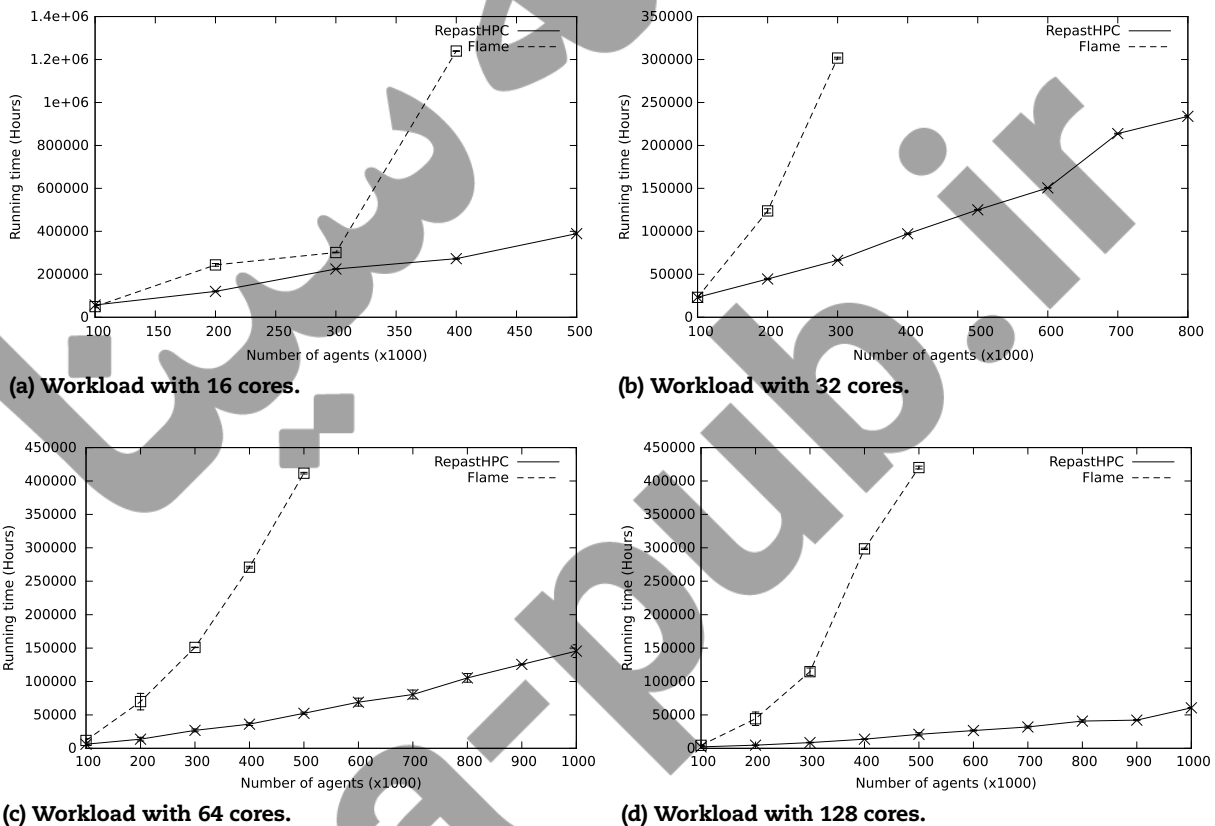 1.4e+06
1.2e+06
1e+06
800000
600000
400000
200000
0
Running time (Hours)
RepastHPC
Flame
100 150 200 250 300 350 400 450 500
Number of agents (x1000)
(a) Workload with 16 cores.
350000
300000
250000
200000
150000
100000
50000
0
Running time (Hours)
RepastHPC
Flame
100 200 300 400 500 600 700 800
Number of agents (x1000)
(b) Workload with 32 cores.
450000
400000
350000
300000
250000
200000
150000
100000
50000
0
Running time (Hours)
RepastHPC
Flame
100 200 300 400 500 600 700 800 900 1000
Number of agents (x1000)
(c) Workload with 64 cores.
450000
400000
350000
300000
250000
200000
150000
100000
50000
0
Running time (Hours)
RepastHPC
Flame
100 200 300 400 500 600 700 800 900 1000
Number of agents (x1000)
(d) Workload with 128 cores.
a-pub.ir